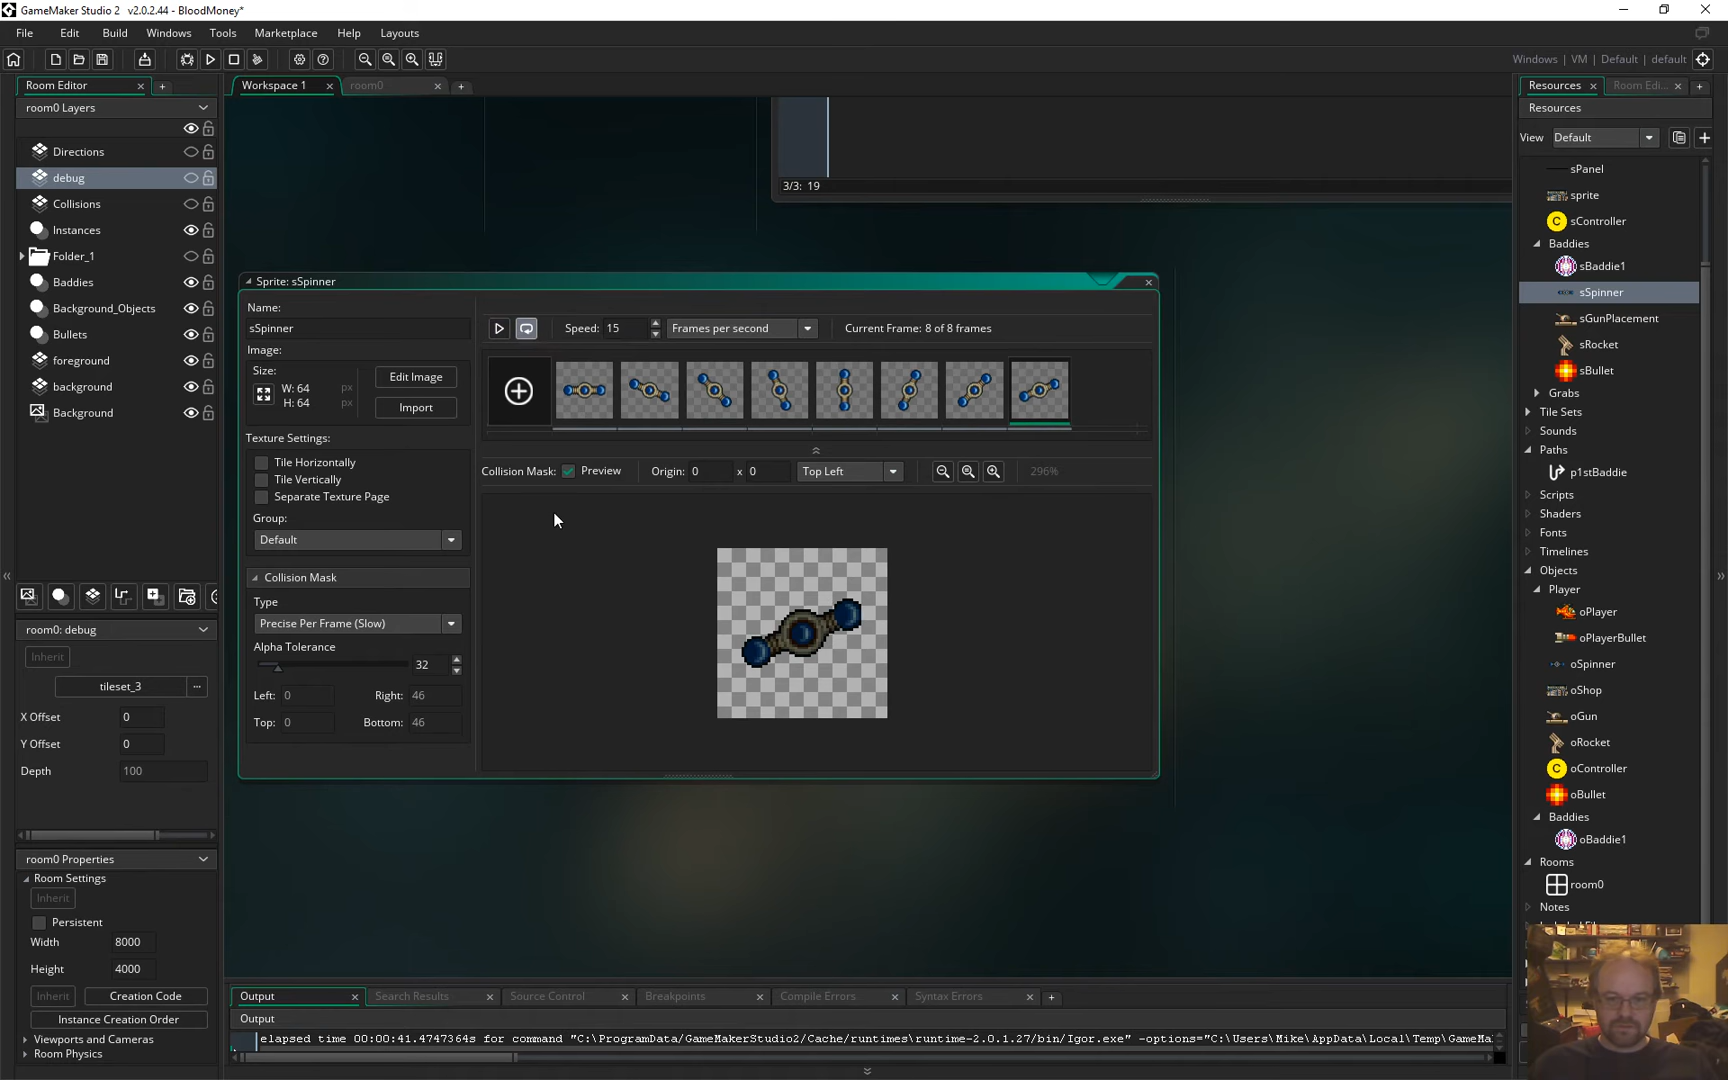 GameMaker Studio 2 v2.0.2.44 - BloodMoney*
File Edit Build Windows Tools Marketplace Help Layouts
Windows | VM | Default | default
Room Editor
room0 Layers
Directions
debug
Collisions
Instances
Folder_1
Baddies
Background_Objects
Bullets
foreground
background
Background
room0: debug
Inherit
tileset_3 ...
X Offset 0
Y Offset 0
Depth 100
room0 Properties
Room Settings
Inherit
Persistent
Width 8000
Height 4000
Inherit Creation Code
Instance Creation Order
Viewports and Cameras
Room Physics
Workspace 1 room0
3/3: 19
Sprite: sSpinner
Name:
sSpinner
Image:
Size:
W: 64 px
H: 64 px
Edit Image
Import
Texture Settings:
Tile Horizontally
Tile Vertically
Separate Texture Page
Group:
Default
Collision Mask
Type
Precise Per Frame (Slow)
Alpha Tolerance
32
Left: 0 Right: 46
Top: 0 Bottom: 46
Speed: 15 Frames per second Current Frame: 8 of 8 frames
Collision Mask: Preview Origin: 0 x 0 Top Left 296%
Output Search Results Source Control Breakpoints Compile Errors Syntax Errors
Output
elapsed time 00:00:41.4747364s for command "C:\ProgramData/GameMakerStudio2/Cache/runtimes\runtime-2.0.1.27/bin/Igor.exe" -options="C:\Users\Mike\AppData\Local\Temp\GameMa
Resources Room Edi...
Resources
View Default
sPanel
sprite
sController
Baddies
sBaddie1
sSpinner
sGunPlacement
sRocket
sBullet
Grabs
Tile Sets
Sounds
Paths
p1stBaddie
Scripts
Shaders
Fonts
Timelines
Objects
Player
oPlayer
oPlayerBullet
oSpinner
oShop
oGun
oRocket
oController
oBullet
Baddies
oBaddie1
Rooms
room0
Notes